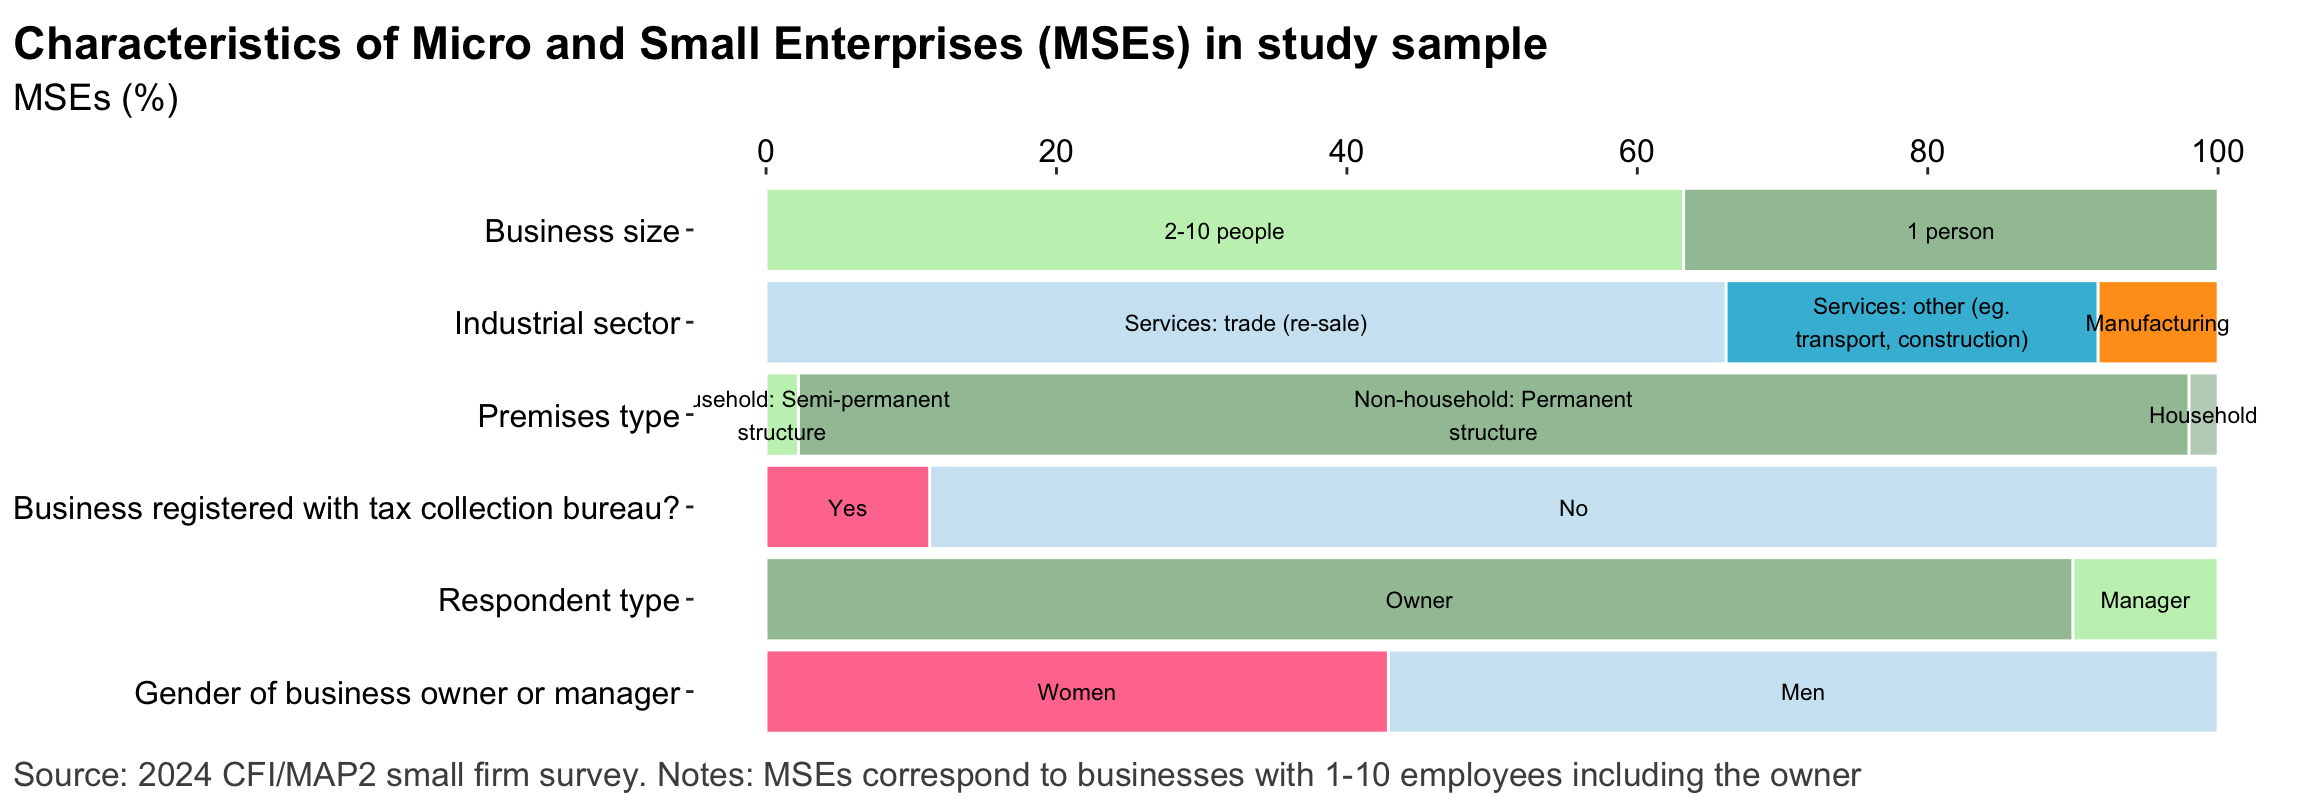 Characteristics of Micro and Small Enterprises (MSEs) in study sample
MSEs (%)
0 20 40 60 80 100
Business size
2-10 people
1 person
Industrial sector
Services: trade (re-sale)
Services: other (eg.
transport, construction)
Manufacturing
Premises type
usehold: Semi-permanent
structure
Non-household: Permanent
structure
Household
Business registered with tax collection bureau?
Yes
No
Respondent type
Owner
Manager
Gender of business owner or manager
Women
Men
Source: 2024 CFI/MAP2 small firm survey. Notes: MSEs correspond to businesses with 1-10 employees including the owner